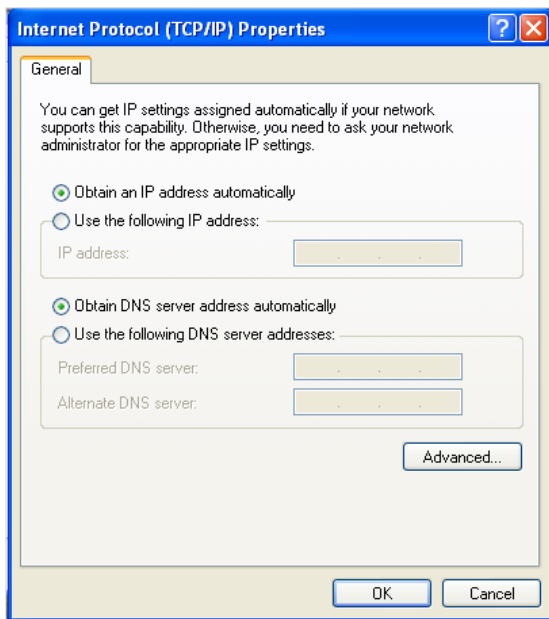 Internet Protocol (TCP/IP) Properties
General
You can get IP settings assigned automatically if your network
supports this capability. Otherwise, you need to ask your network
administrator for the appropriate IP settings.
Obtain an IP address automatically
Use the following IP address:
IP address:
Obtain DNS server address automatically
Use the following DNS server addresses:
Preferred DNS server:
Alternate DNS server:
Advanced...
OK Cancel